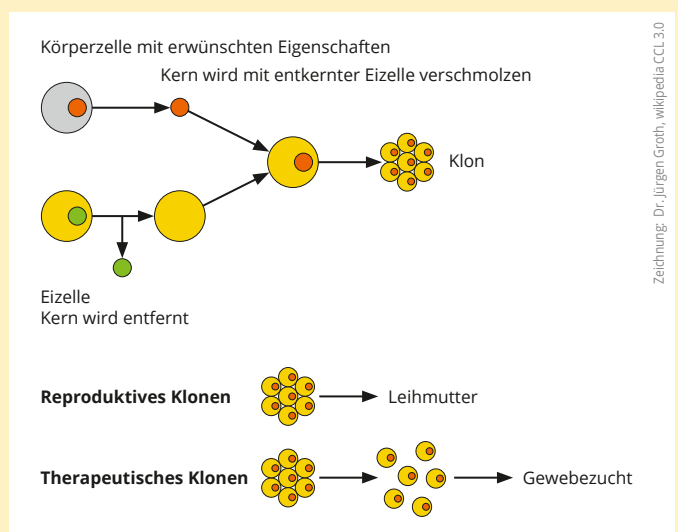 Körperzelle mit erwünschten Eigenschaften
Kern wird mit entkernter Eizelle verschmolzen
Klon
Eizelle
Kern wird entfernt
Reproduktives Klonen
Leihmutter
Therapeutisches Klonen
Gewebezucht
Zeichnung: Dr. Jürgen Groth, wikipedia CCL 3.0